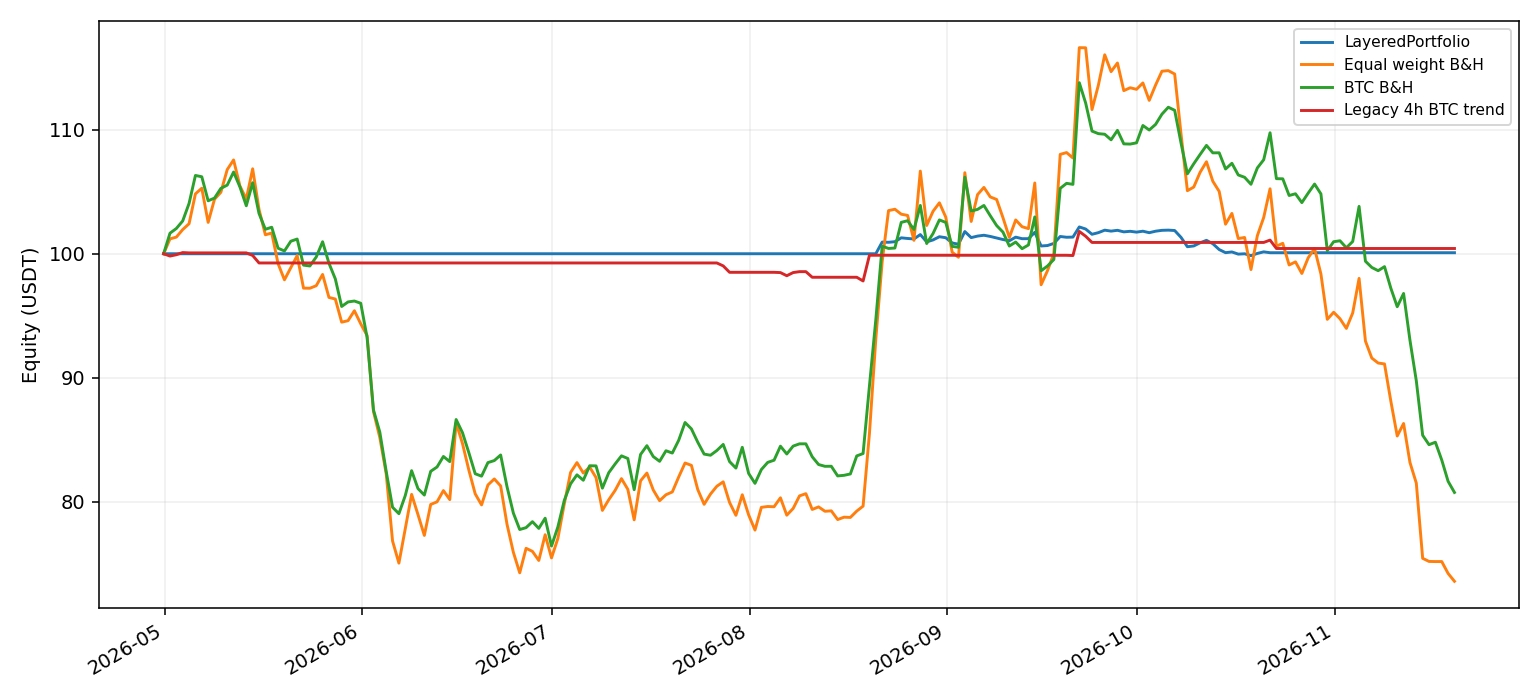 LayeredPortfolio
Equal weight B&H
BTC B&H
Legacy 4h BTC trend
Equity (USDT)
110
100
90
80
2026-05
2026-06
2026-07
2026-08
2026-09
2026-10
2026-11